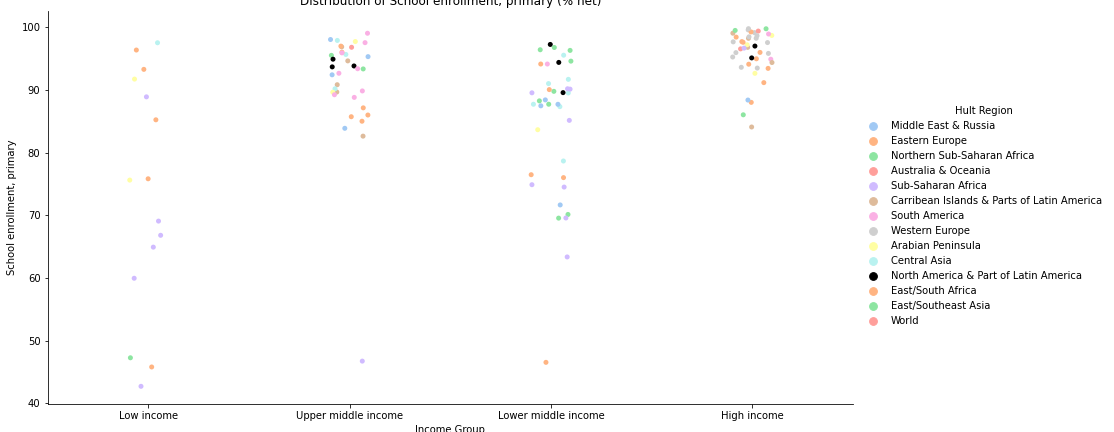 Distribution of School enrollment, primary (% net)
100
90
80
70
60
50
40
School enrollment, primary
Low income
Upper middle income
Lower middle income
High income
Income Group
Hult Region
Middle East & Russia
Eastern Europe
Northern Sub-Saharan Africa
Australia & Oceania
Sub-Saharan Africa
Carribean Islands & Parts of Latin America
South America
Western Europe
Arabian Peninsula
Central Asia
North America & Part of Latin America
East/South Africa
East/Southeast Asia
World